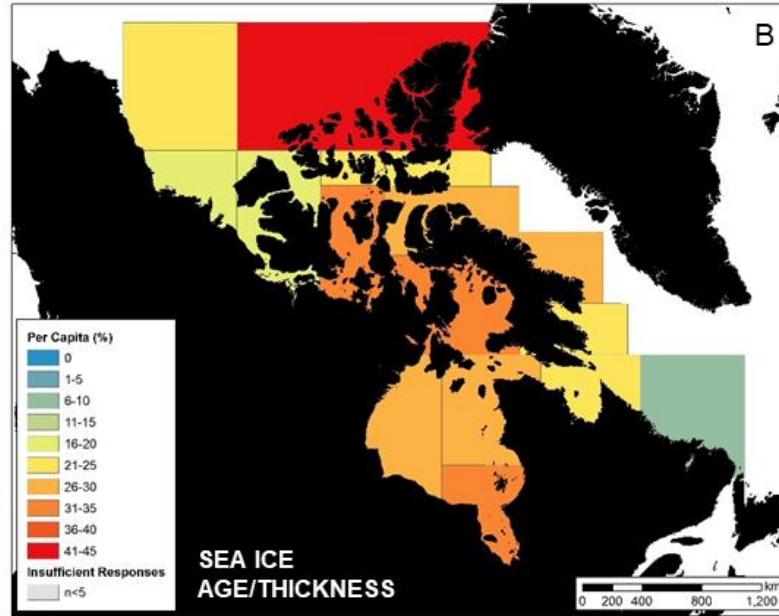 B
Per Capita (%)
0
1-5
6-10
11-15
16-20
21-25
26-30
31-35
36-40
41-45
Insufficient Responses
n<5
SEA ICE
AGE/THICKNESS
km
0 200 400 800 1,200